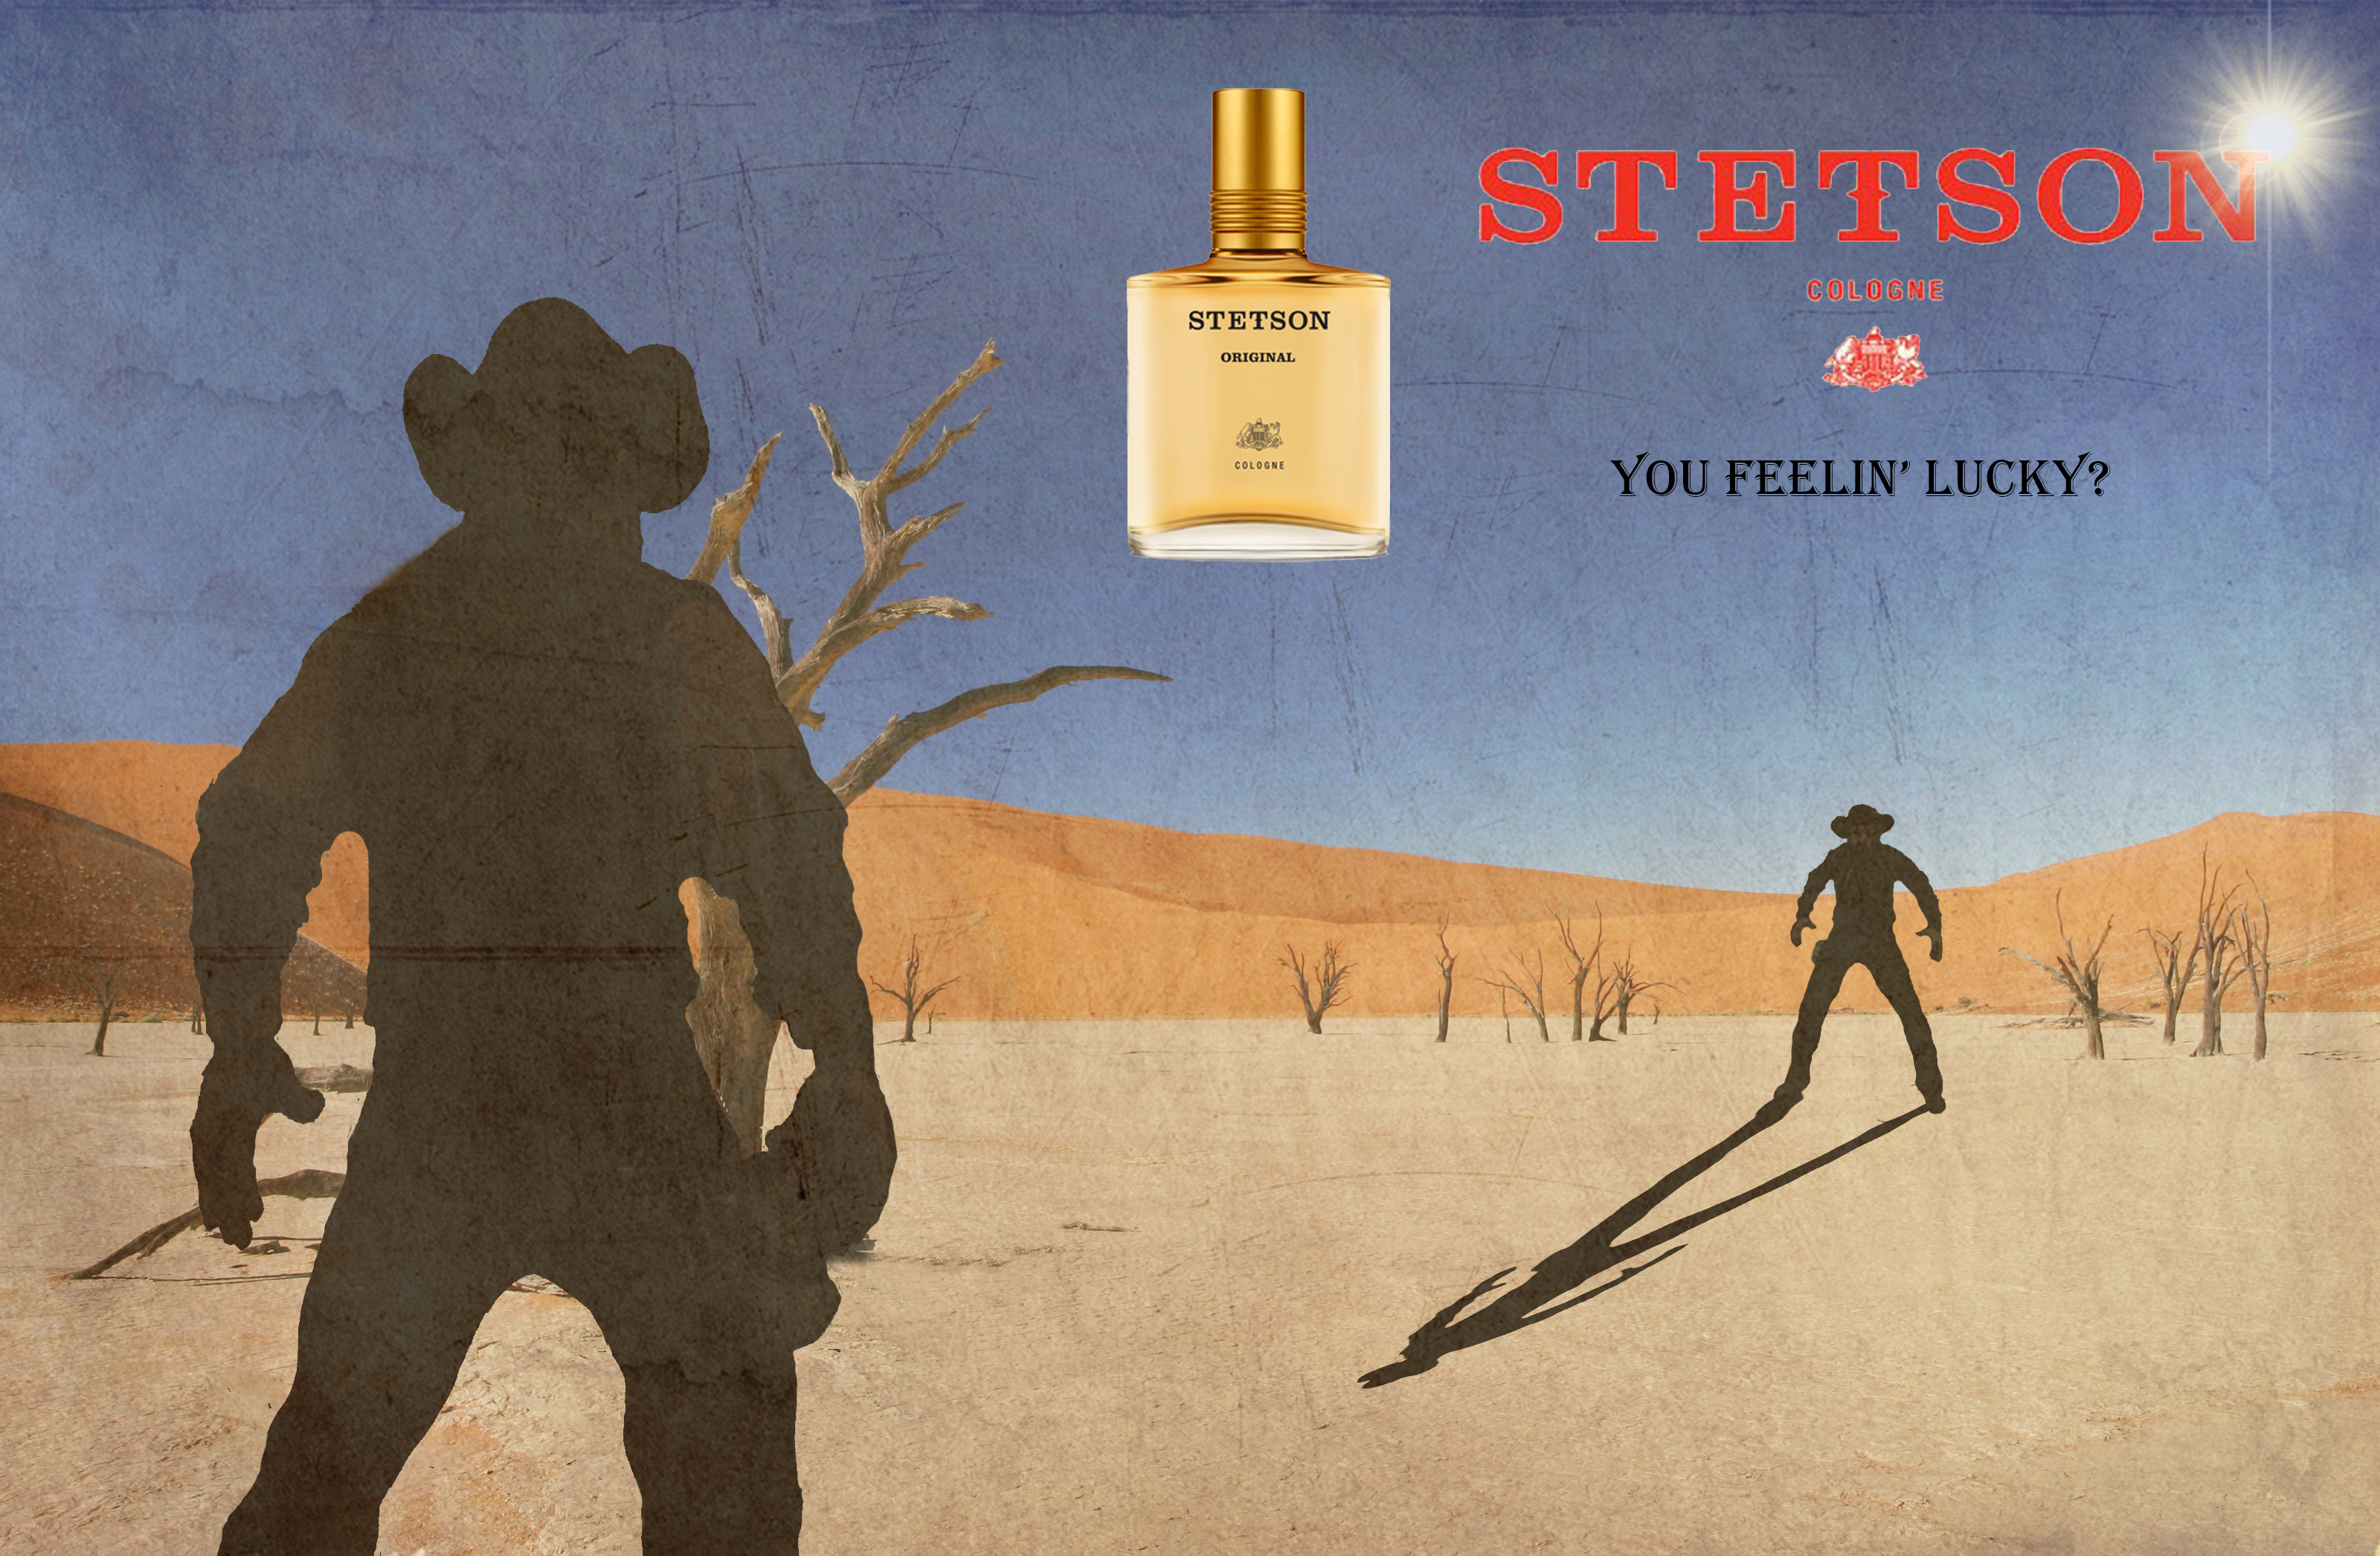 STETSON
ORIGINAL
COLOGNE
STETSON
COLOGNE
YOU FEELIN’ LUCKY?